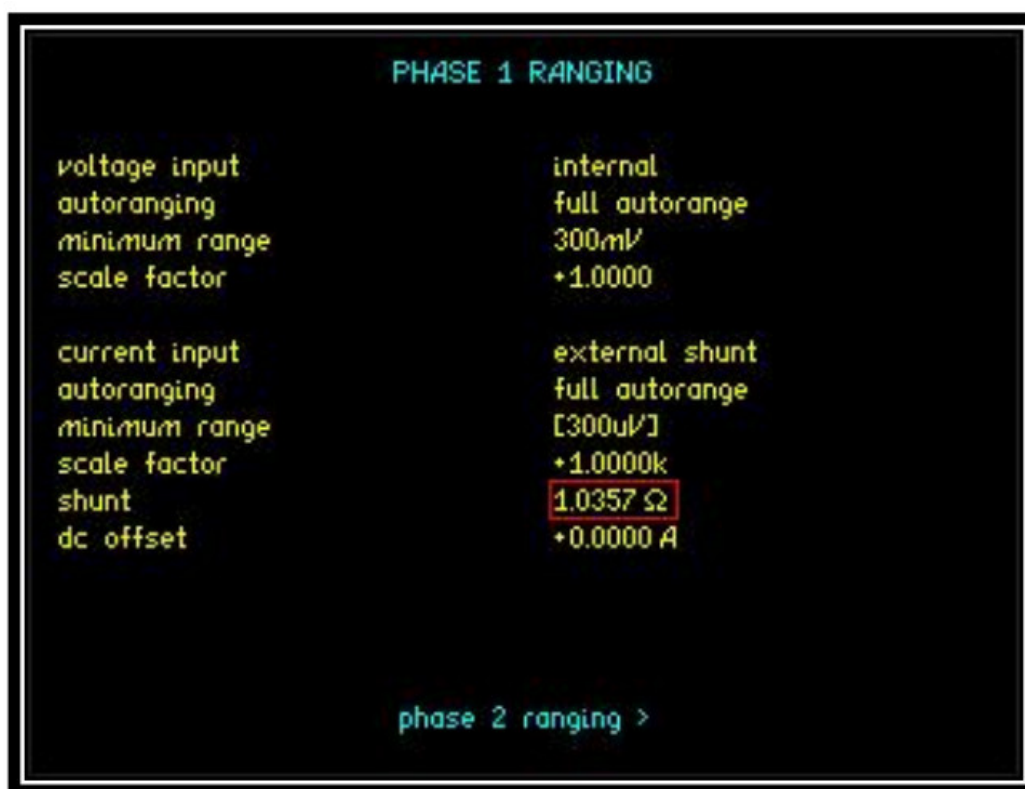 PHASE 1 RANGING
voltage input internal
autoranging full autorange
minimum range 300mV
scale factor +1.0000
current input external shunt
autoranging full autorange
minimum range [300uV]
scale factor +1.0000k
shunt 1.0357 Ω
dc offset +0.0000 A
phase 2 ranging >